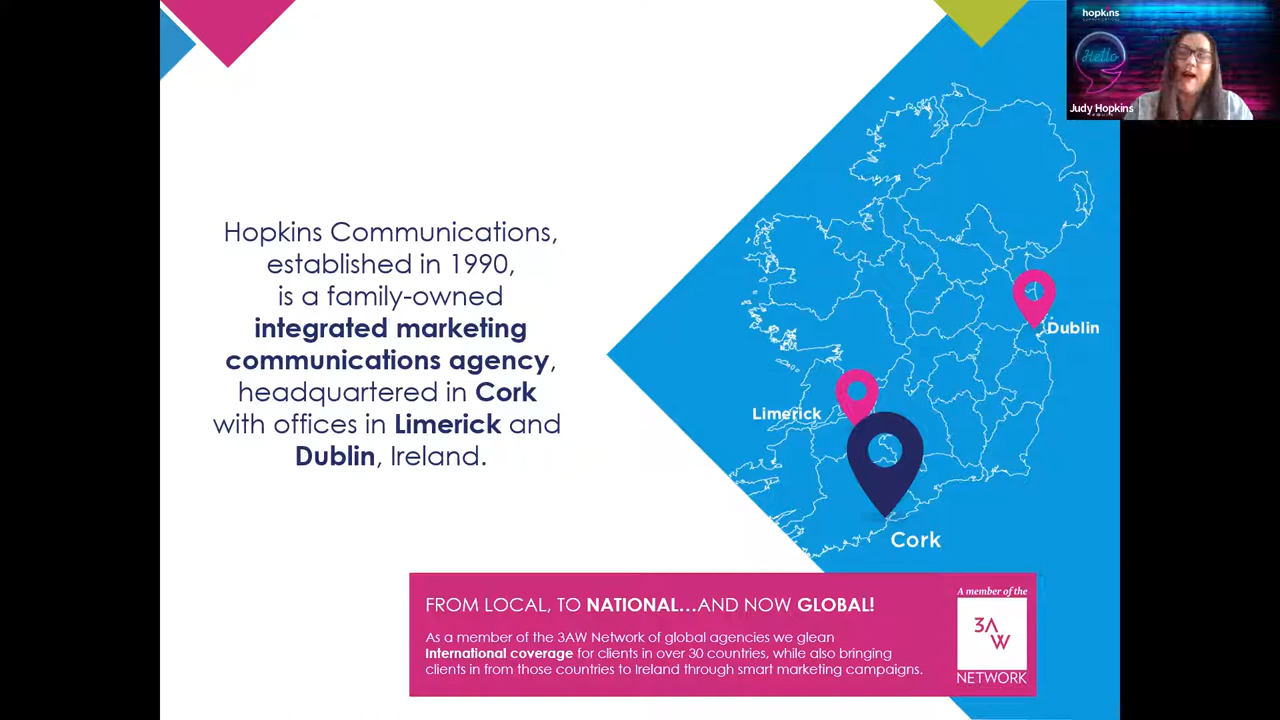 Hopkins Communications,
established in 1990,
is a family-owned
integrated marketing
communications agency,
headquartered in Cork
with offices in Limerick and
Dublin, Ireland.
Dublin
Limerick
Cork
FROM LOCAL, TO NATIONAL...AND NOW GLOBAL!
As a member of the 3AW Network of global agencies we glean
International coverage for clients in over 30 countries, while also bringing
clients in from those countries to Ireland through smart marketing campaigns.
A member of the
3A
W
NETWORK
hopkins
COMMUNICATIONS
Hello
Judy Hopkins